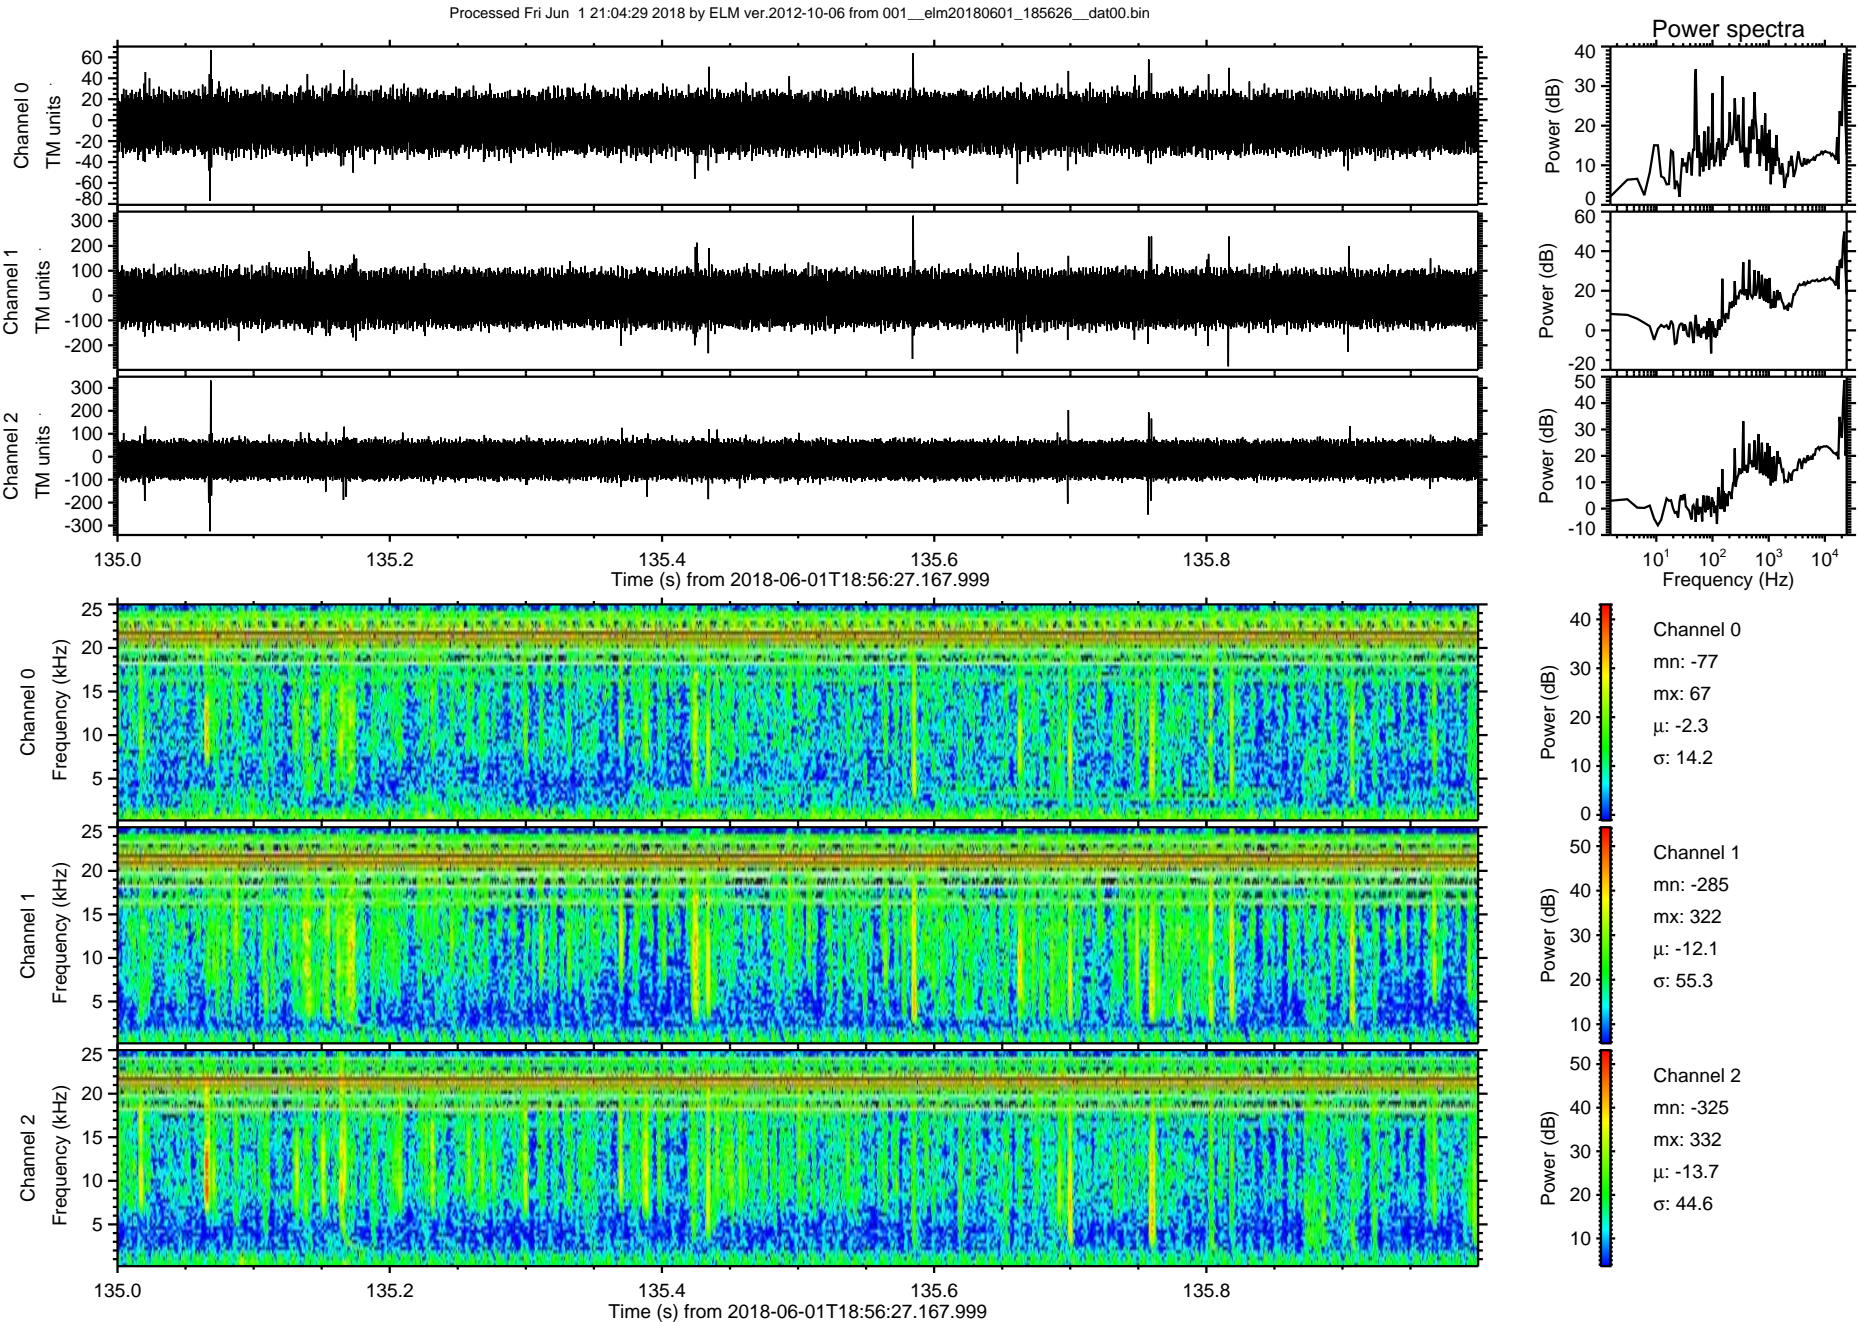 Processed Fri Jun  1 21:04:29 2018 by ELM ver.2012-10-06 from 001__elm20180601_185626__dat00.bin
Power spectra
Channel 0
TM units
60
40
20
0
-20
-40
-60
-80
Power (dB)
40
30
20
10
0
Channel 1
TM units
300
200
100
0
-100
-200
Power (dB)
60
40
20
0
-20
Channel 2
TM units
300
200
100
0
-100
-200
-300
Power (dB)
50
40
30
20
10
0
-10
135.0 135.2 135.4 135.6 135.8
Time (s) from 2018-06-01T18:56:27.167.999
10^1 10^2 10^3 10^4
Frequency (Hz)
Channel 0
Frequency (kHz)
25
20
15
10
5
Power (dB)
40
30
20
10
0
Channel 0
mn: -77
mx: 67
μ: -2.3
σ: 14.2
Channel 1
Frequency (kHz)
25
20
15
10
5
Power (dB)
50
40
30
20
10
Channel 1
mn: -285
mx: 322
μ: -12.1
σ: 55.3
Channel 2
Frequency (kHz)
25
20
15
10
5
Power (dB)
50
40
30
20
10
Channel 2
mn: -325
mx: 332
μ: -13.7
σ: 44.6
135.0 135.2 135.4 135.6 135.8
Time (s) from 2018-06-01T18:56:27.167.999